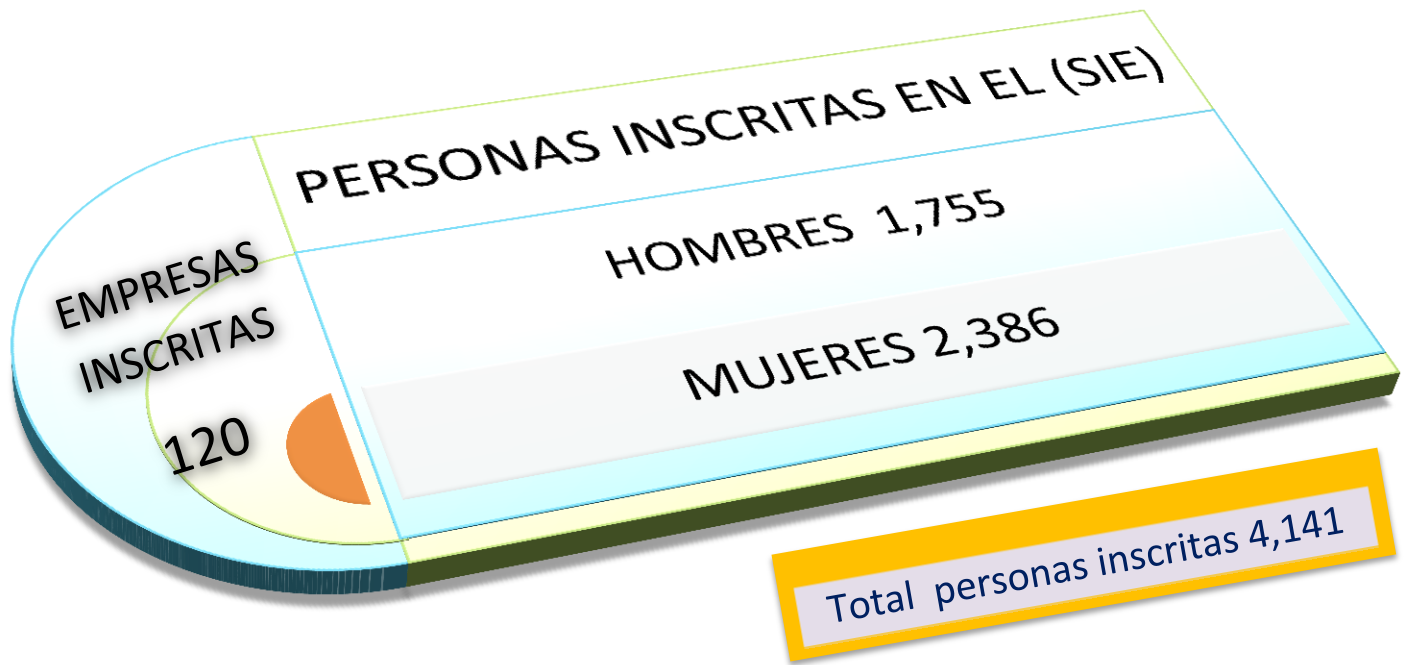 PERSONAS INSCRITAS EN EL (SIE)
HOMBRES 1,755
MUJERES 2,386
EMPRESAS
INSCRITAS
120
Total personas inscritas 4,141